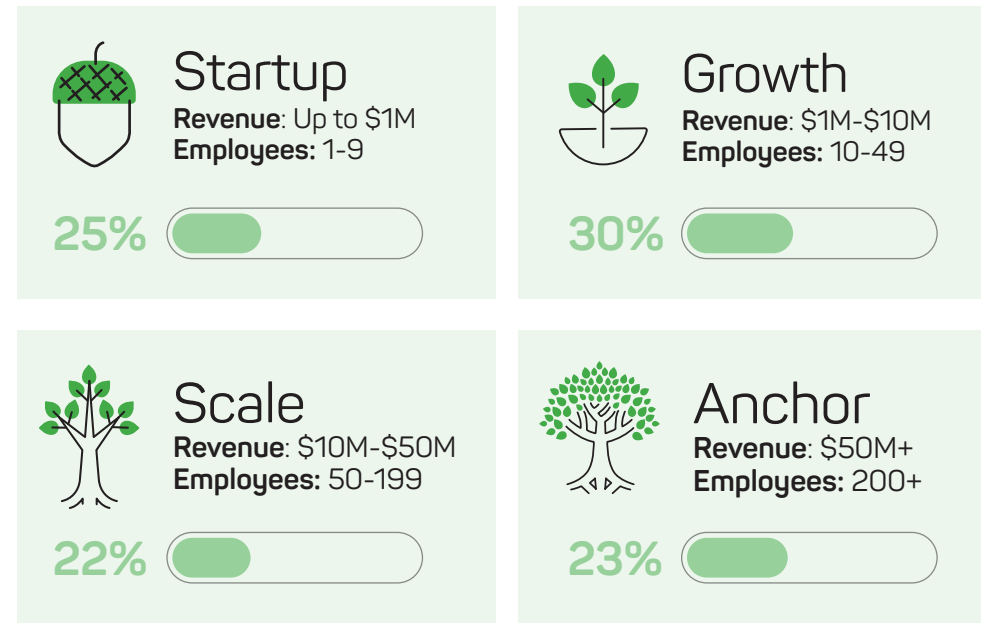 Startup
Revenue: Up to $1M
Employees: 1-9
25%
Growth
Revenue: $1M-$10M
Employees: 10-49
30%
Scale
Revenue: $10M-$50M
Employees: 50-199
22%
Anchor
Revenue: $50M+
Employees: 200+
23%